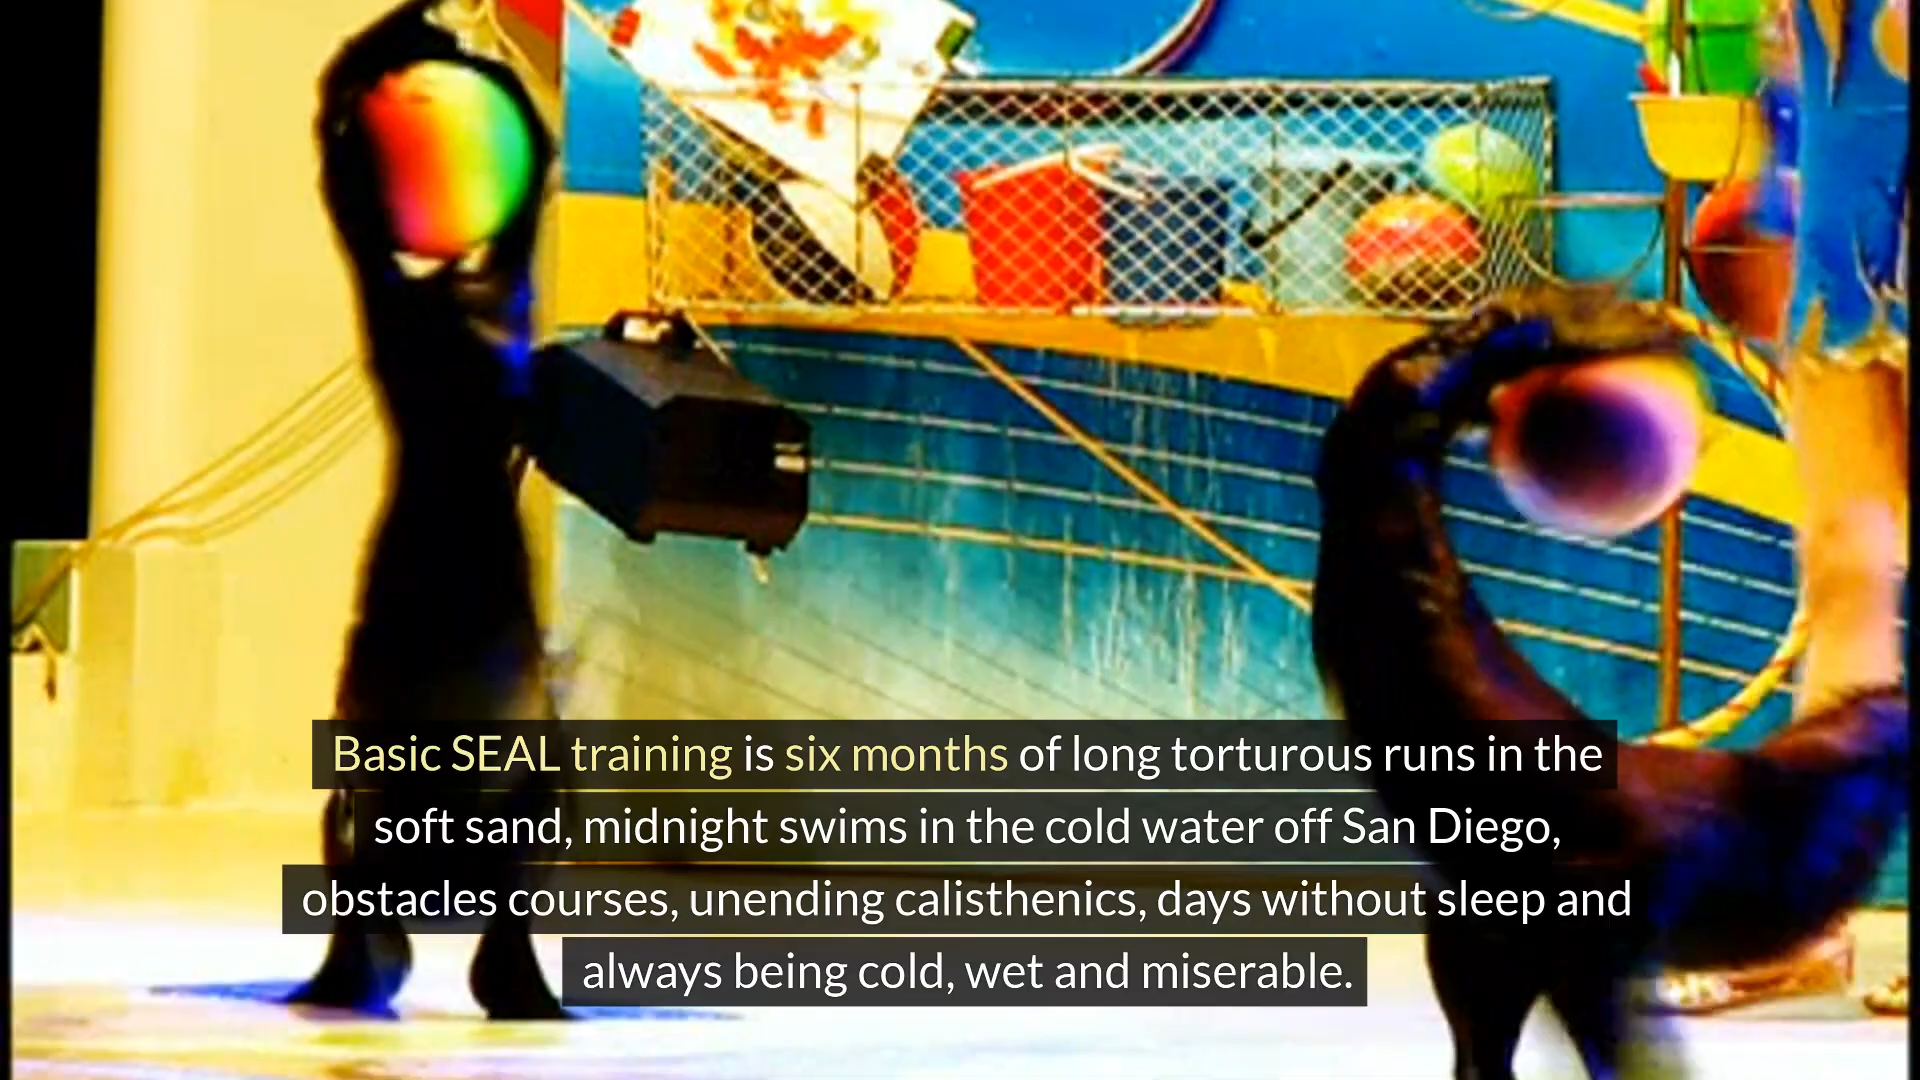 Basic SEAL training is six months of long torturous runs in the
soft sand, midnight swims in the cold water off San Diego,
obstacles courses, unending calisthenics, days without sleep and
always being cold, wet and miserable.